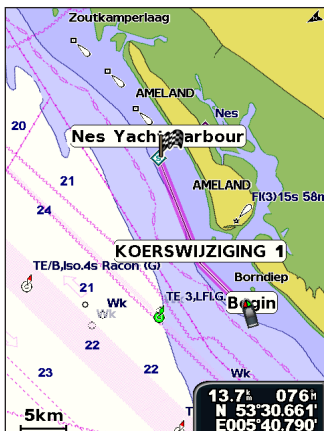 Zoutkamperlaag
AMELAND
Nes
20
Nes Yacht Harbour
21
AMELAND
24
Fl(3)15s 58m
KOERSWIJZIGING 1
TE/B,Iso.4s Racon (G)
Borndiep
21
Wk
TE 3,LFl.G.
Begin
Wk
22
22
23
Wk
T
13.7 076
N 53°30.661'
E005°40.790'
5km